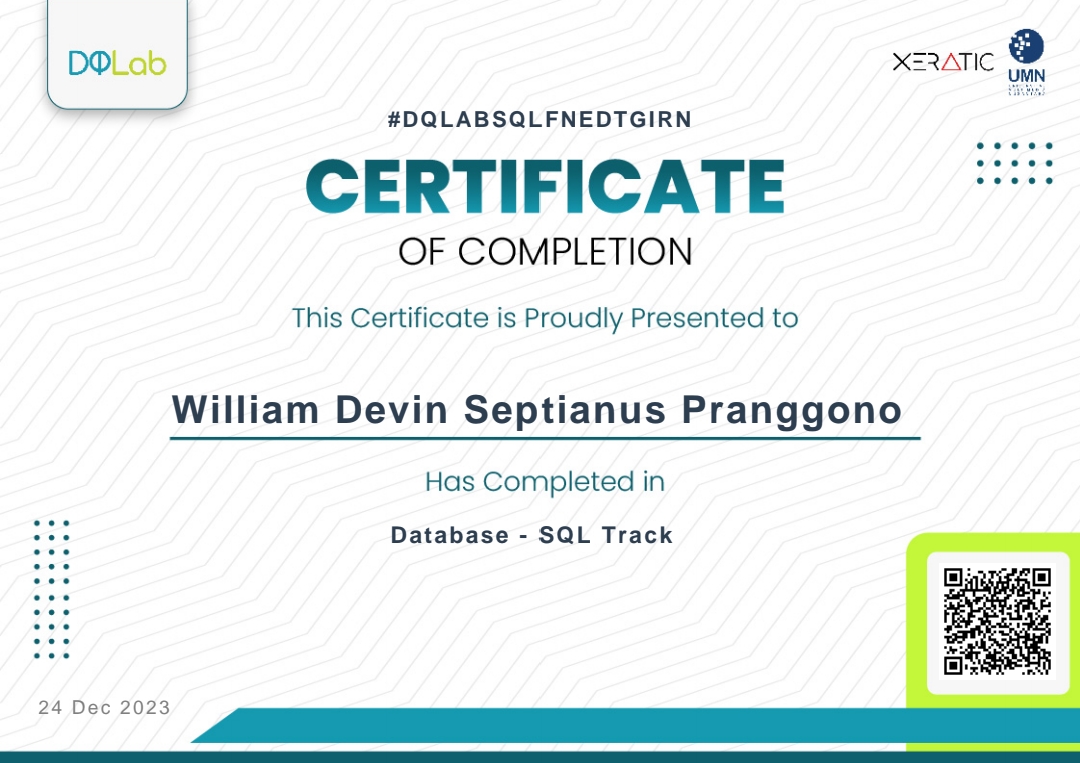 DQLab
XERATIC
UMN
#DQLABSQLFNEDTGIRN
CERTIFICATE
OF COMPLETION
This Certificate is Proudly Presented to
William Devin Septianus Pranggono
Has Completed in
Database - SQL Track
24 Dec 2023